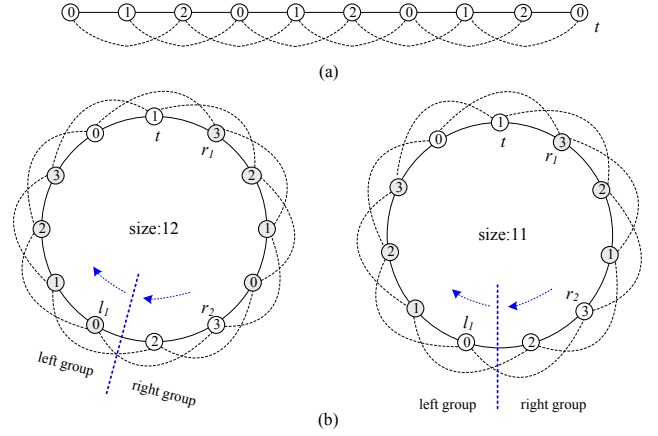 0 1 2 0 1 2 0 1 2 0
t
(a)
1
0 3
t
r1
3 2
2 1
size:12
1 0
l1 r2
0 3
2
left group
right group
1
0 3
t
r1
3 2
2 1
size:11
1 3
r2
l1
0 2
left group
right group
(b)